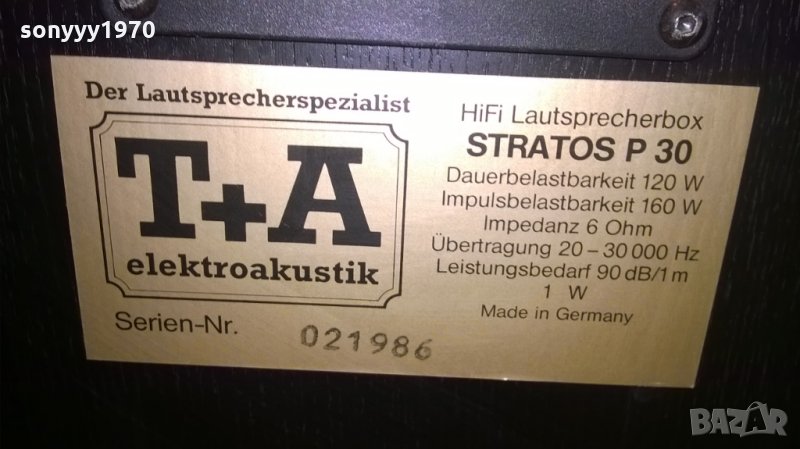 sonyyy1970
Der Lautsprecherspezialist
T+A
elektroakustik
Serien-Nr. 021986
HiFi Lautsprecherbox
STRATOS P 30
Dauerbelastbarkeit 120 W
Impulsbelastbarkeit 160 W
Impedanz 6 Ohm
Übertragung 20 – 30 000 Hz
Leistungsbedarf 90 dB/1 m
1 W
Made in Germany
BAZAR